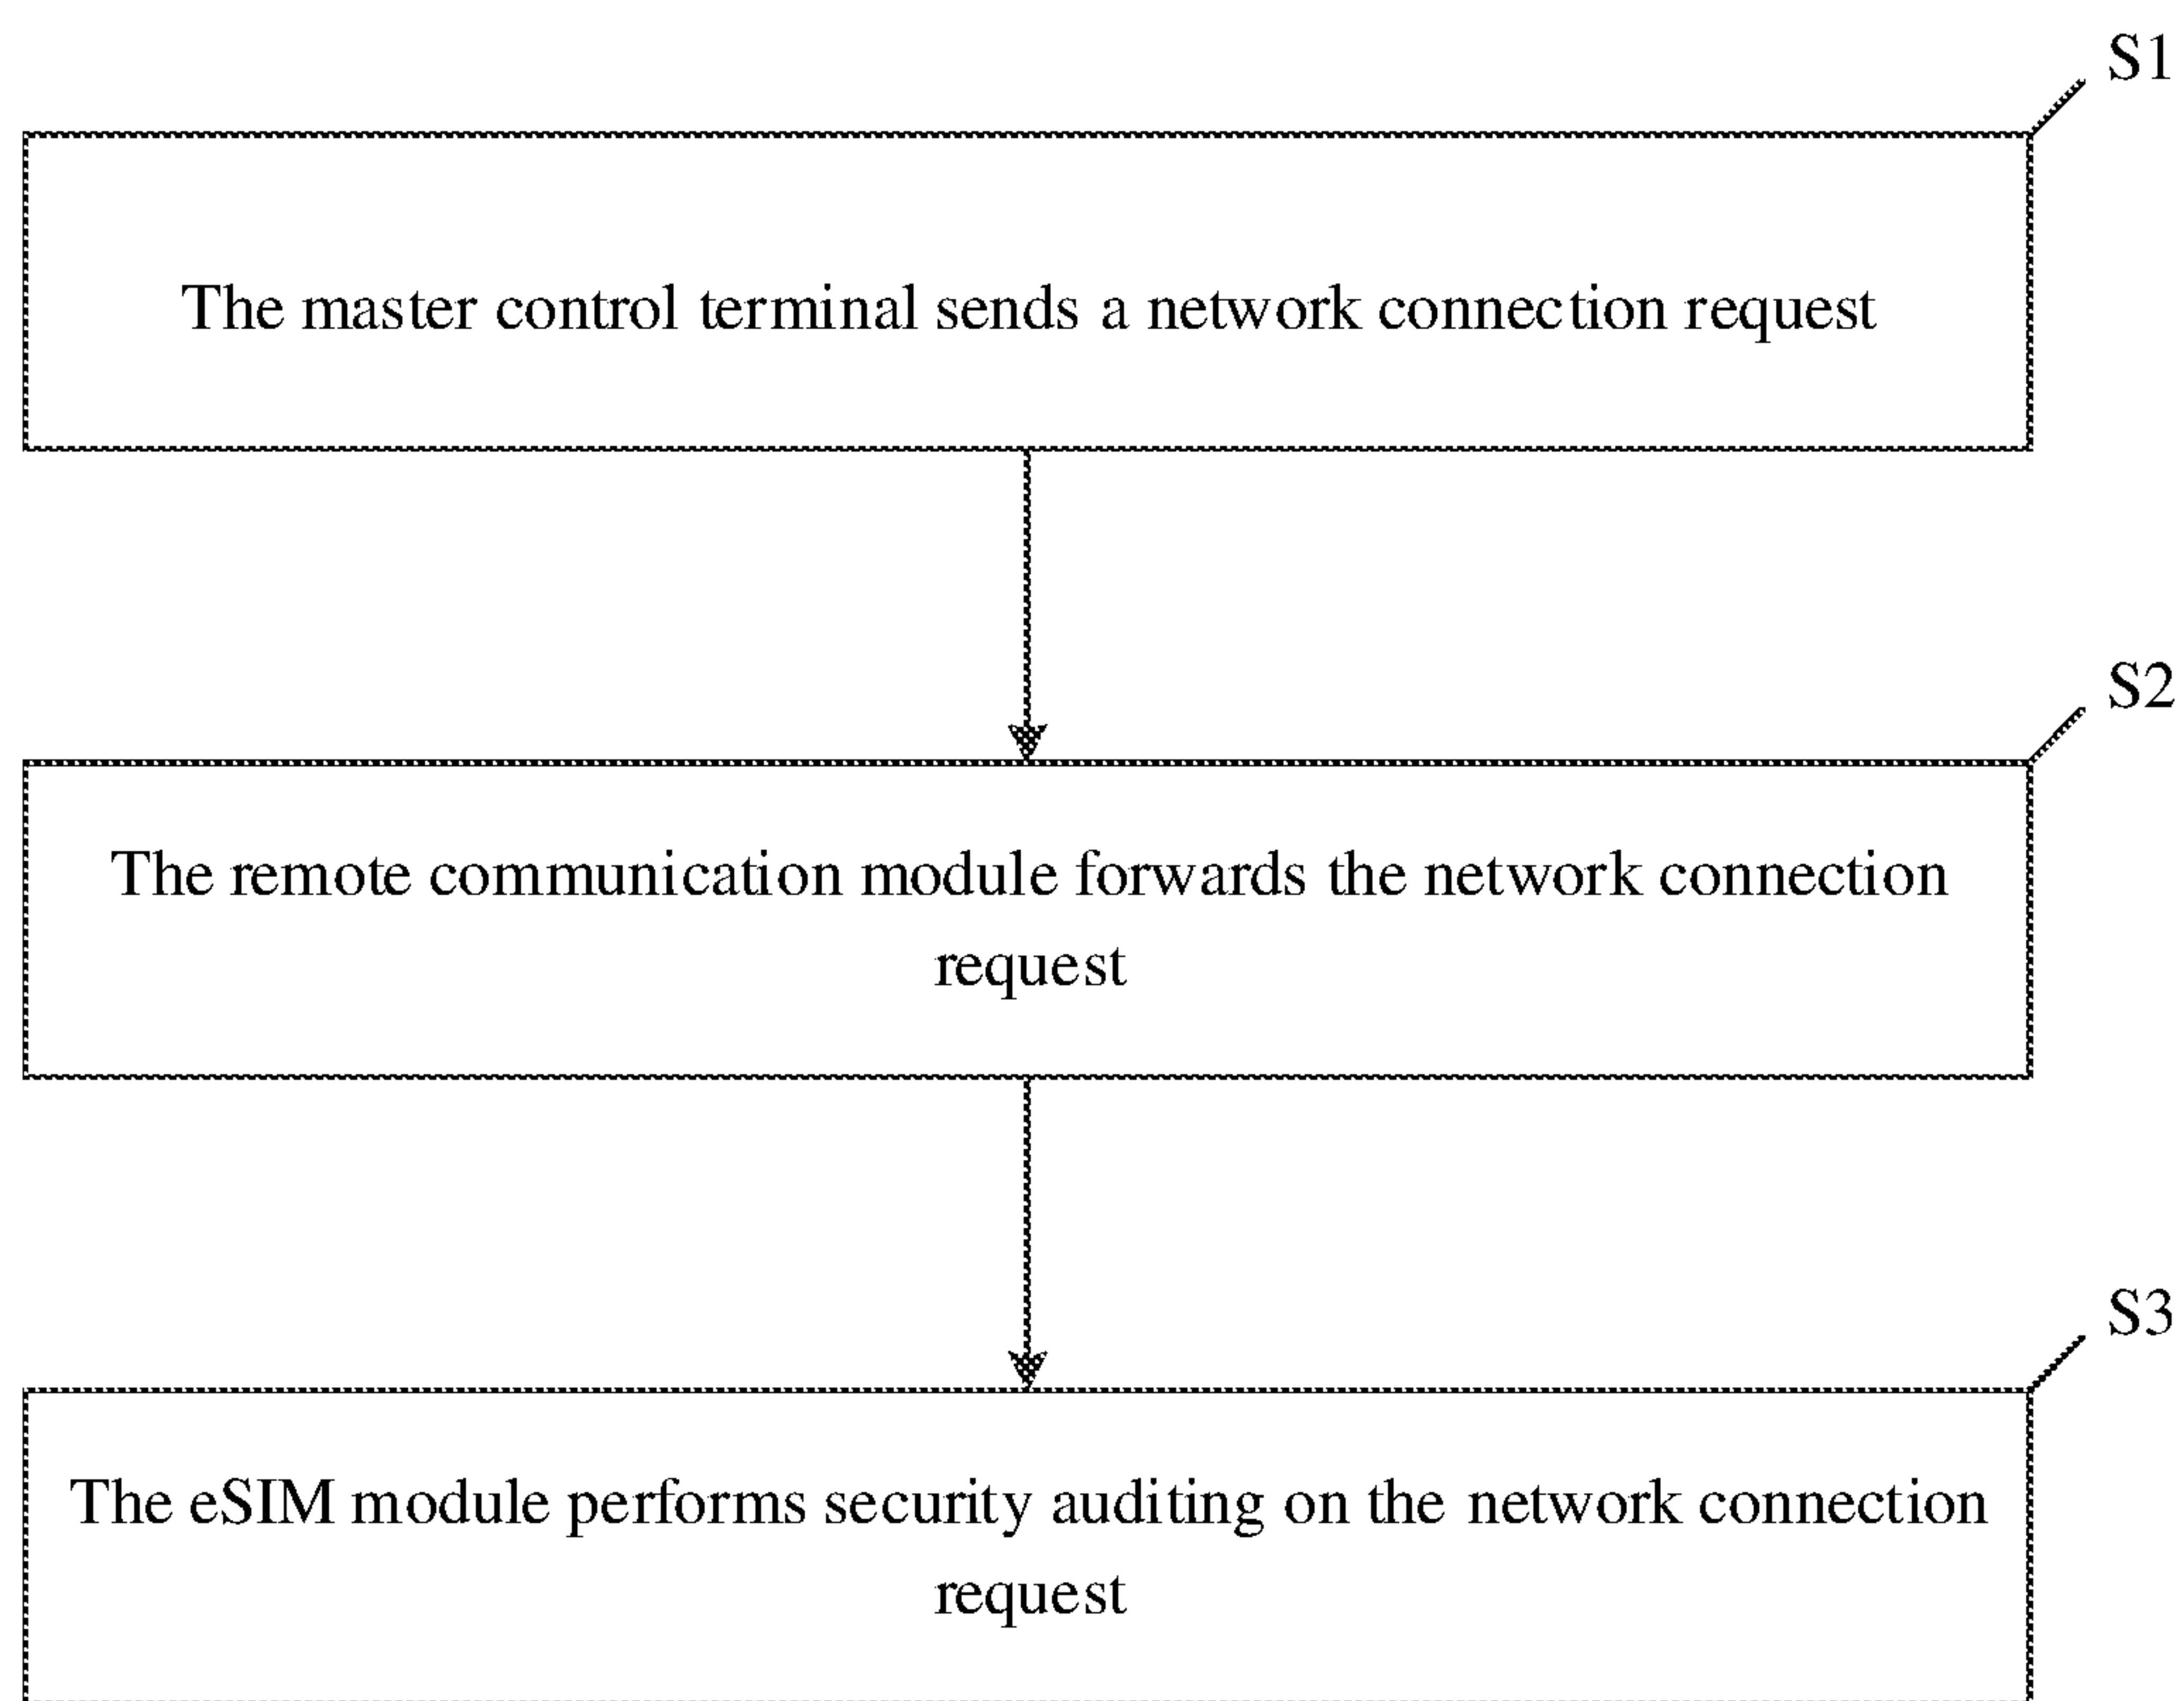 S1
The master control terminal sends a network connection request
S2
The remote communication module forwards the network connection
request
S3
The eSIM module performs security auditing on the network connection
request